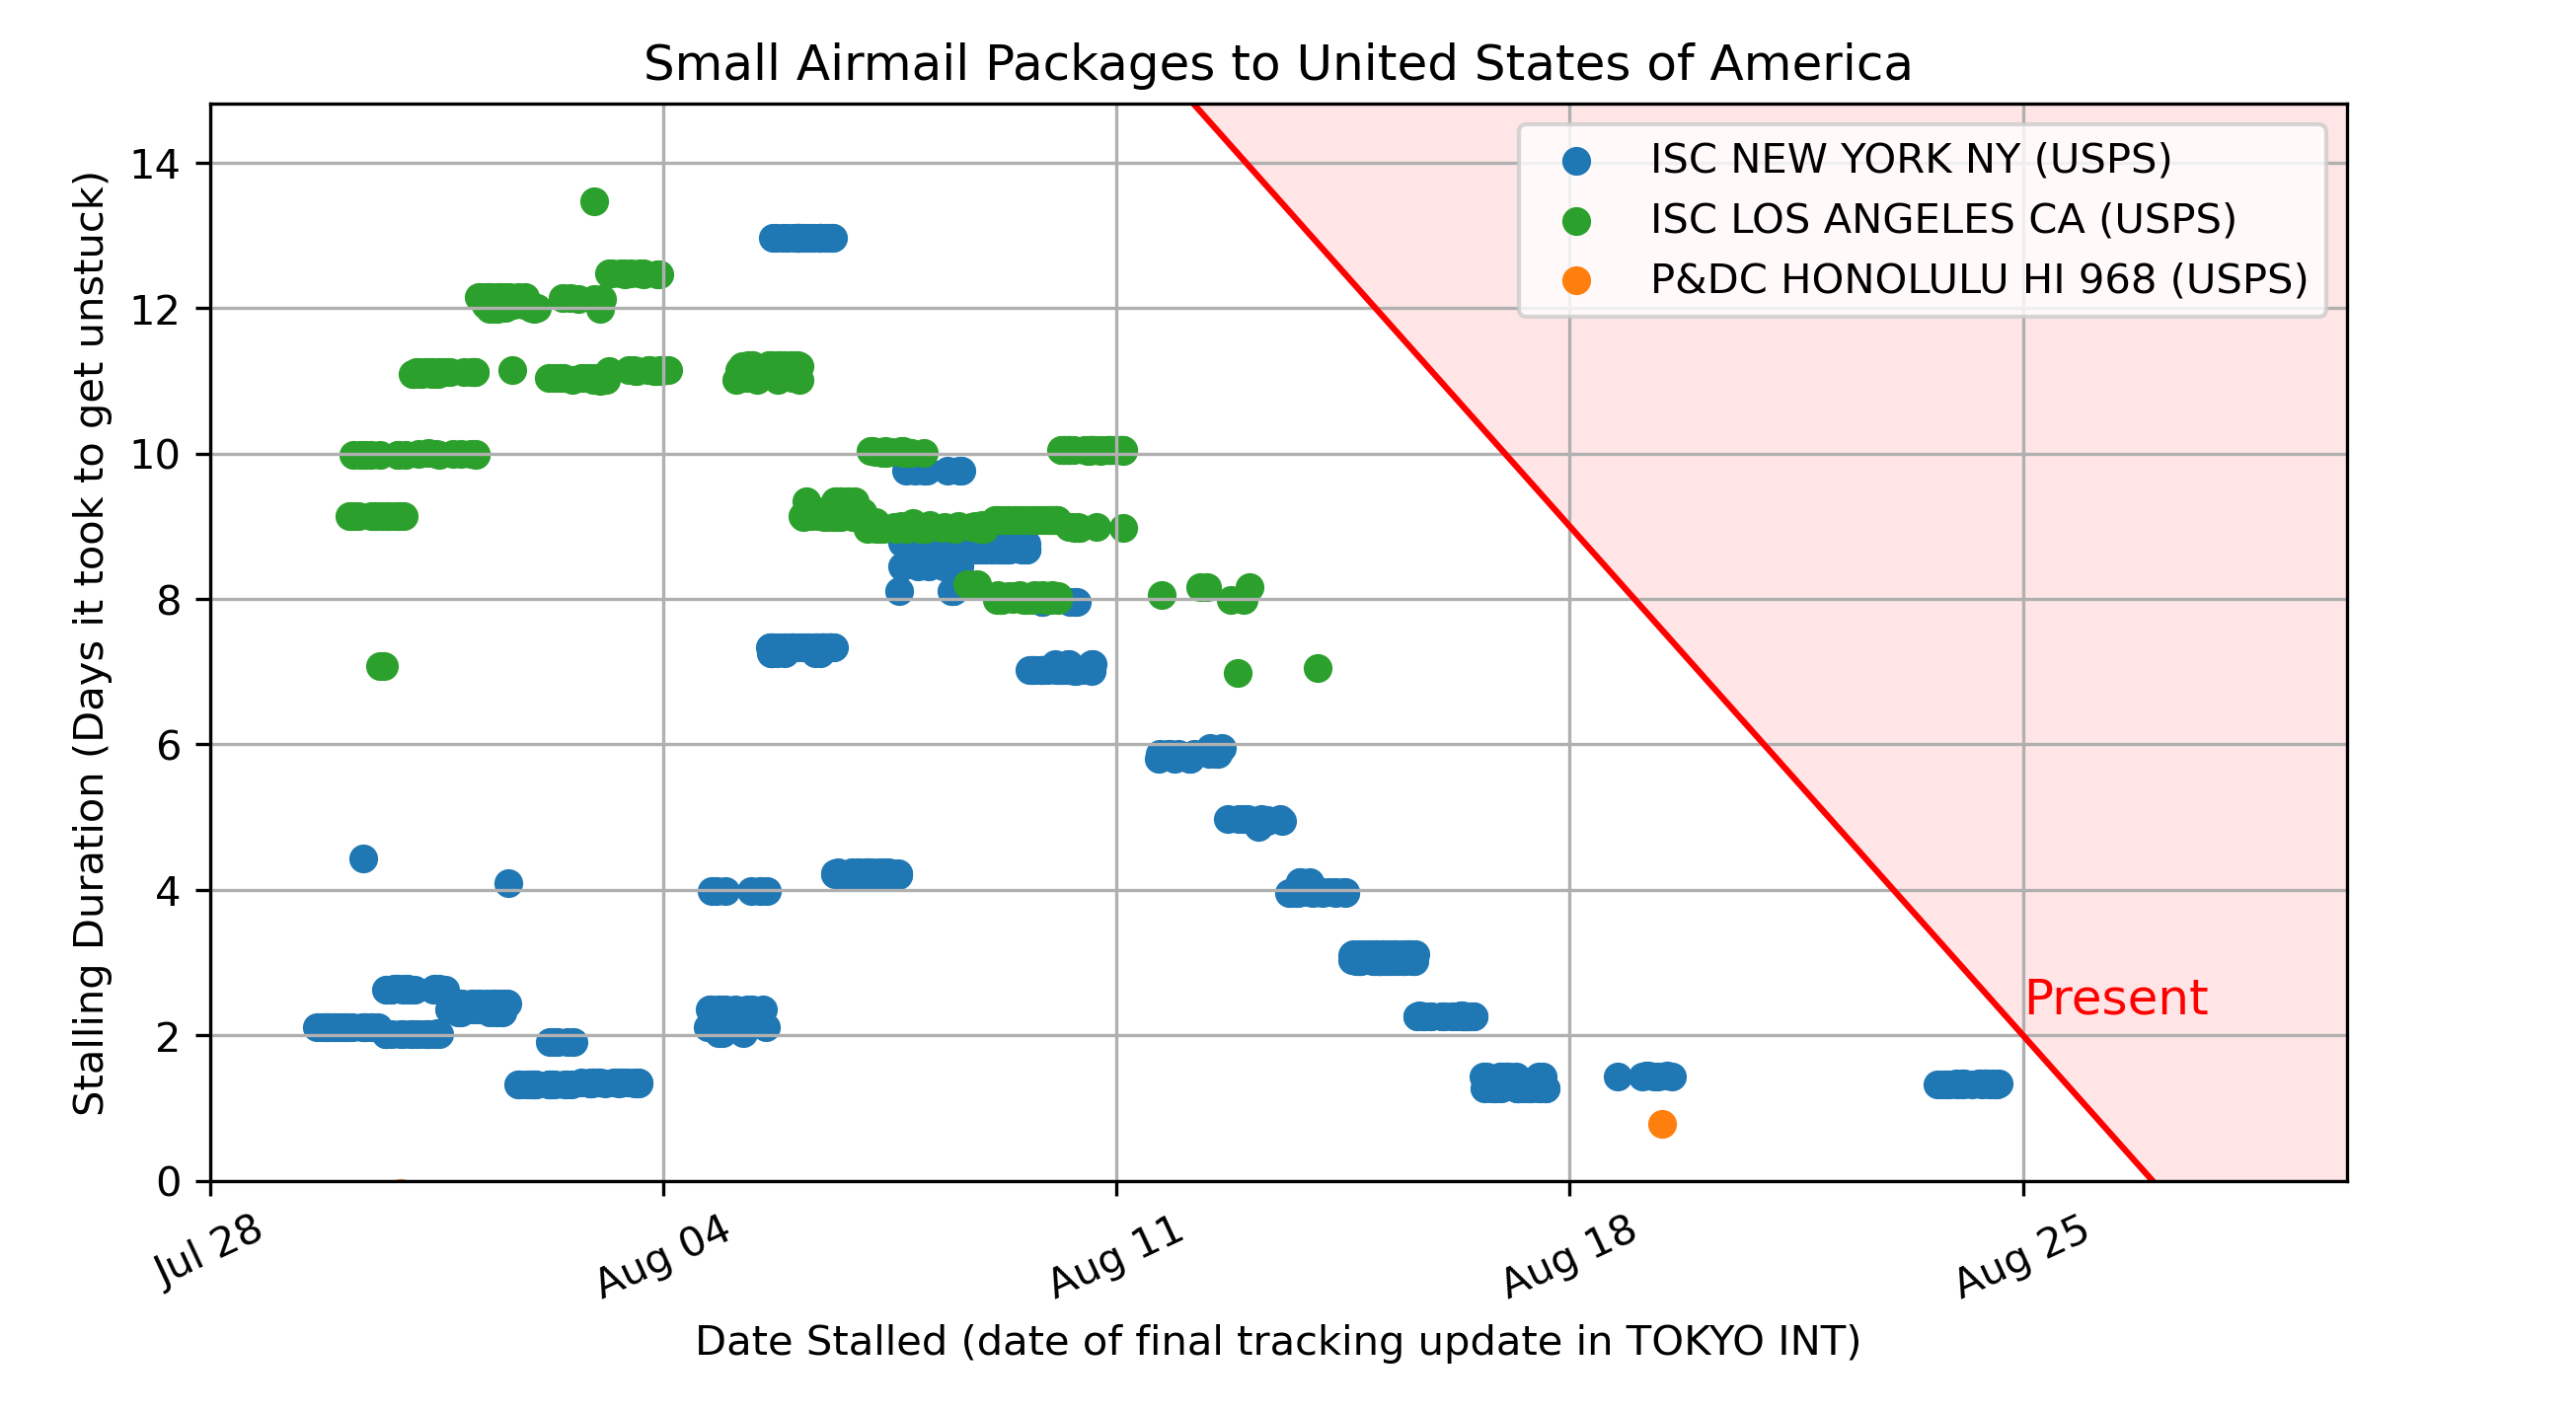 Small Airmail Packages to United States of America
Stalling Duration (Days it took to get unstuck)
14
12
10
8
6
4
2
0
ISC NEW YORK NY (USPS)
ISC LOS ANGELES CA (USPS)
P&DC HONOLULU HI 968 (USPS)
Present
Jul 28
Aug 04
Aug 11
Aug 18
Aug 25
Date Stalled (date of final tracking update in TOKYO INT)